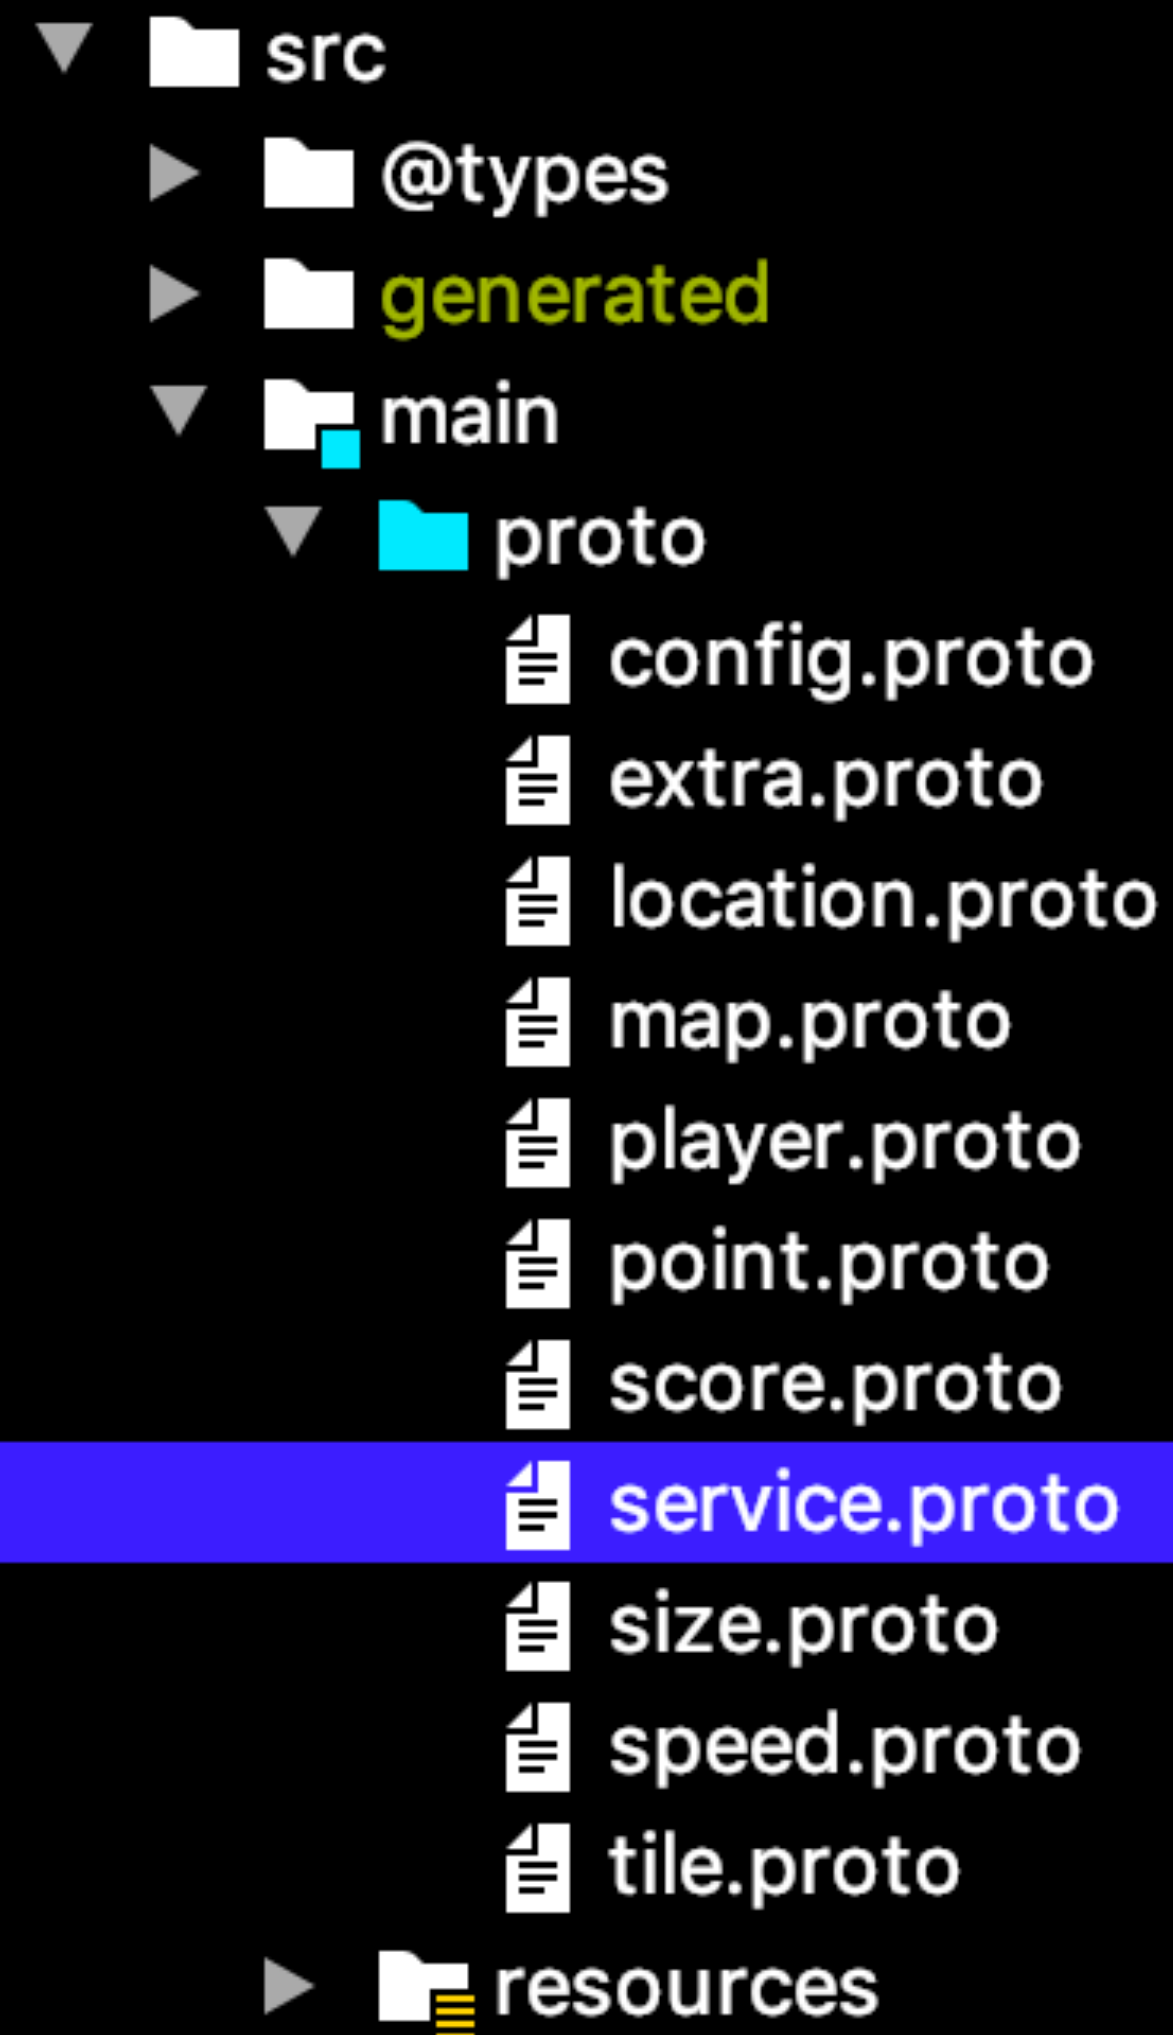 src
@types
generated
main
proto
config.proto
extra.proto
location.proto
map.proto
player.proto
point.proto
score.proto
service.proto
size.proto
speed.proto
tile.proto
resources